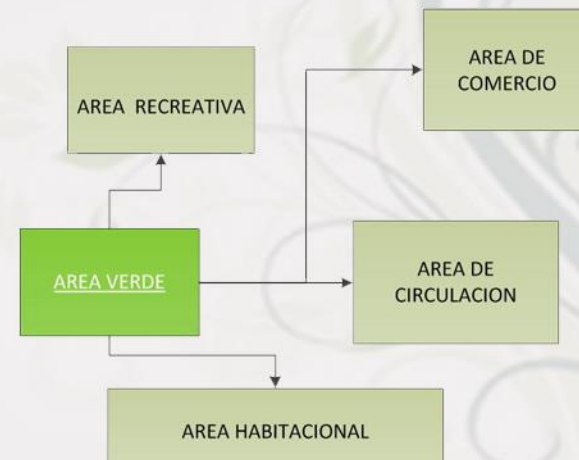 AREA DE
COMERCIO
AREA RECREATIVA
AREA VERDE
AREA DE
CIRCULACION
AREA HABITACIONAL